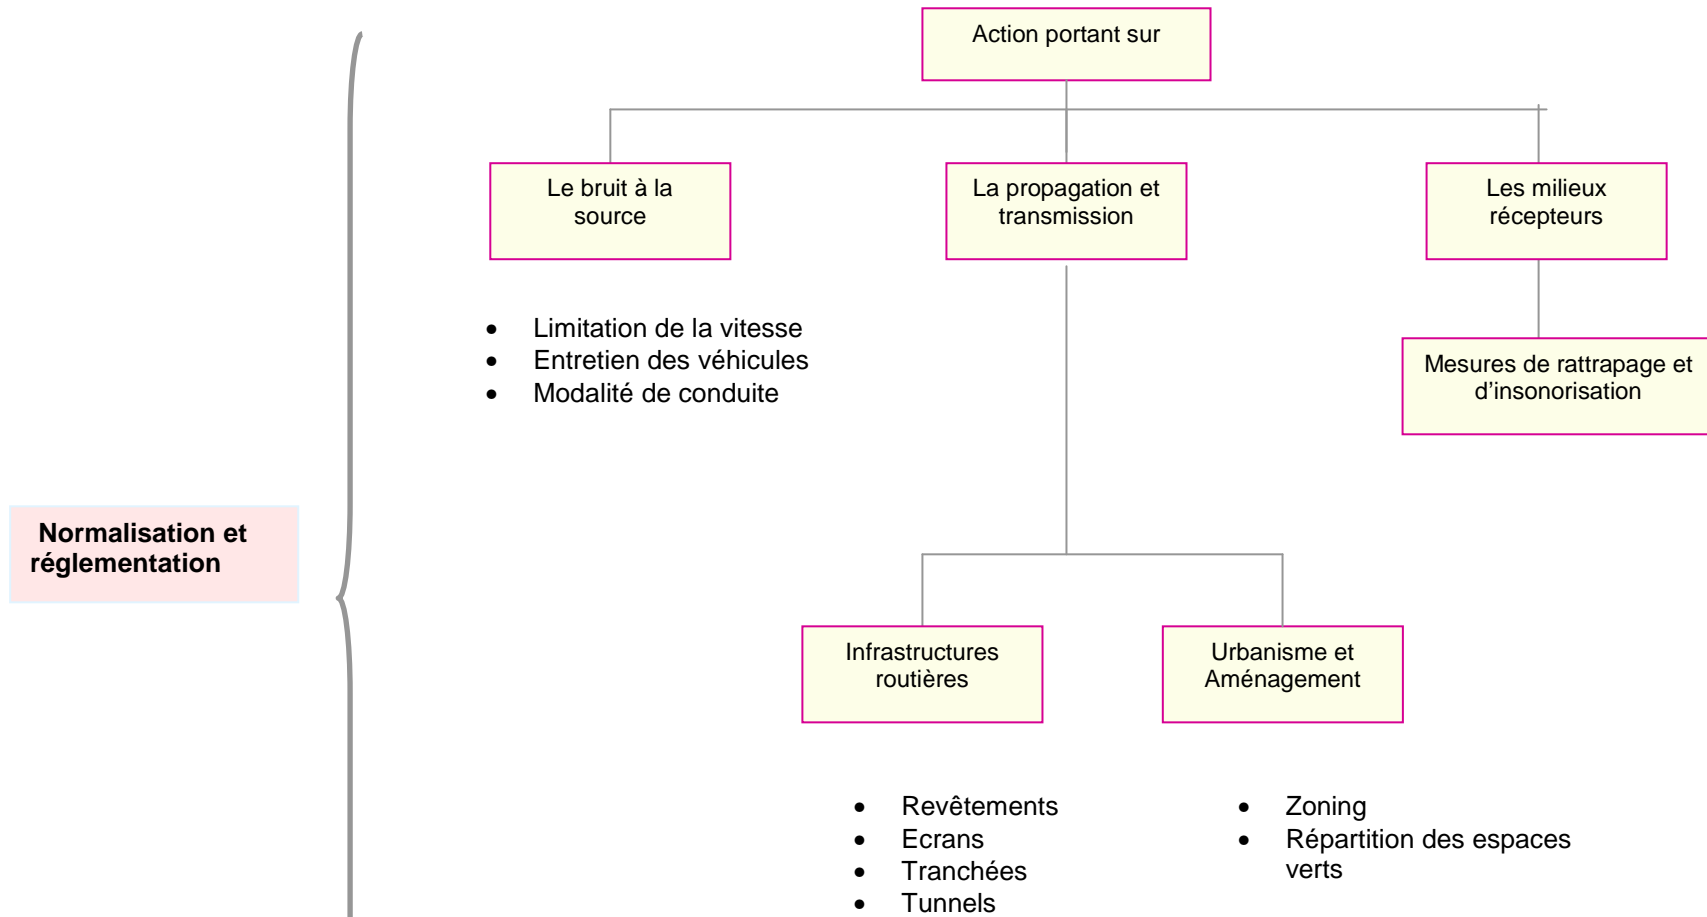 Action portant sur
Le bruit à la
source
La propagation et
transmission
Les milieux
récepteurs
• Limitation de la vitesse
• Entretien des véhicules
• Modalité de conduite
Mesures de rattrapage et
d’insonorisation
Normalisation et
réglementation
Infrastructures
routières
Urbanisme et
Aménagement
• Revêtements
• Ecrans
• Tranchées
• Tunnels
• Zoning
• Répartition des espaces
verts